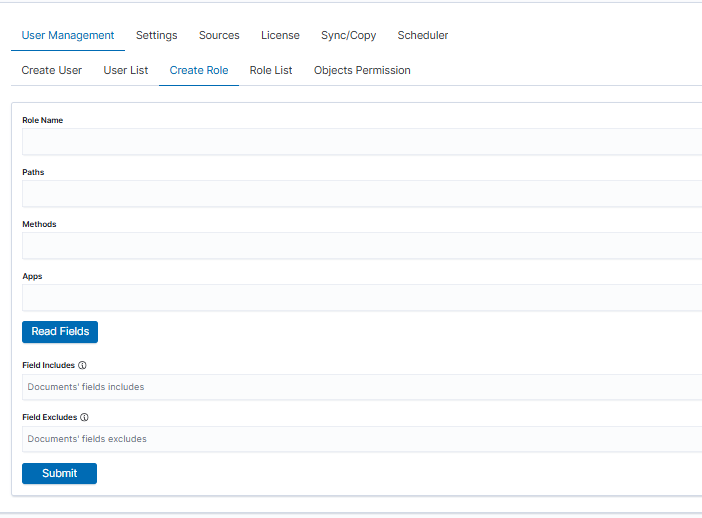 User Management Settings Sources License Sync/Copy Scheduler
Create User User List Create Role Role List Objects Permission
Role Name
Paths
Methods
Apps
Read Fields
Field Includes
Documents' fields includes
Field Excludes
Documents' fields excludes
Submit